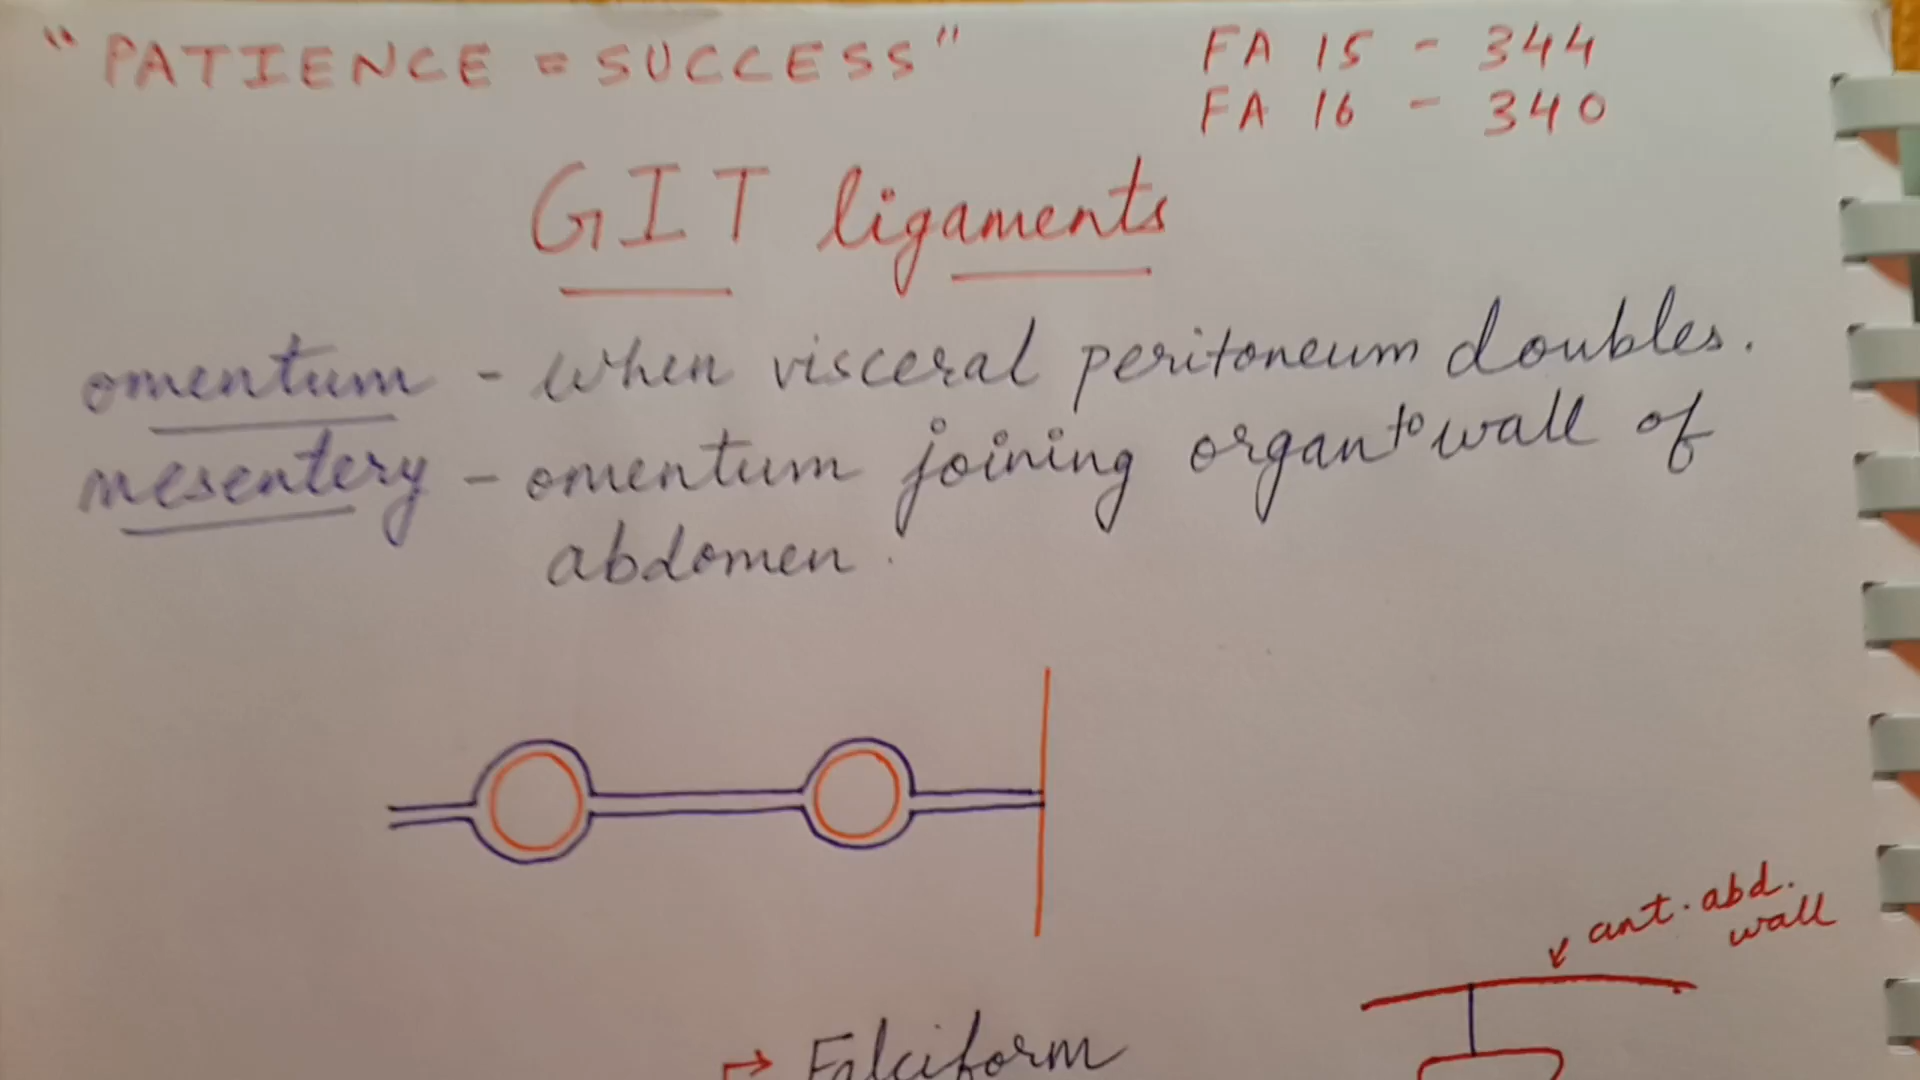 "PATIENCE = SUCCESS"
FA 15 - 344
FA 16 - 340
GIT ligaments
omentum - when visceral peritoneum doubles.
mesentery - omentum joining organ to wall of
abdomen.
ant. abd.
wall
→ Falciform